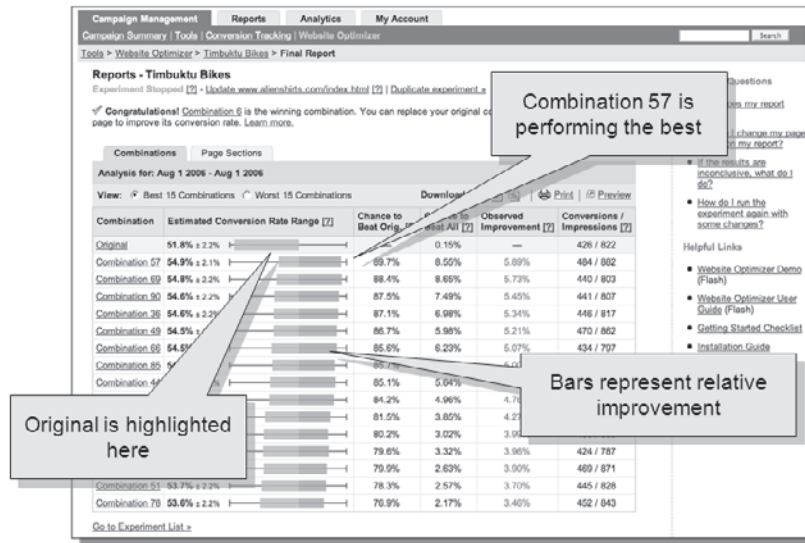 Campaign Management Reports Analytics My Account
Campaign Summary | Tools | Conversion Tracking | Website Optimizer
Search
Tools > Website Optimizer > Timbuktu Bikes > Final Report
Reports - Timbuktu Bikes
Experiment Stopped [?] - Update www.alienshirts.com/index.html [?] | Duplicate experiment »
Congratulations! Combination 6 is the winning combination. You can replace your original
page to improve its conversion rate. Learn more.
Combination 57 is
performing the best
Questions
my report
I change my page
my report?
If the results are
inconclusive, what do I
do?
How do I run the
experiment again with
some changes?
Helpful Links
Website Optimizer Demo
(Flash)
Website Optimizer User
Guide (Flash)
Getting Started Checklist
Installation Guide
Combinations Page Sections
Analysis for: Aug 1 2006 - Aug 1 2006
View: Best 15 Combinations Worst 15 Combinations Download Print | Preview
Combination Estimated Conversion Rate Range [?] Chance to Beat Orig. Beat All [?] Observed Improvement [?] Conversions / Impressions [?]
Original 51.8% ± 2.2% — 0.15% — 426 / 822
Combination 57 54.9% ± 2.1% 89.7% 8.55% 5.89% 484 / 882
Combination 69 54.8% ± 2.2% 88.4% 8.65% 5.73% 440 / 803
Combination 90 54.6% ± 2.2% 87.5% 7.49% 5.45% 441 / 807
Combination 36 54.6% ± 2.2% 87.1% 6.98% 5.34% 446 / 817
Combination 49 54.5% 86.7% 5.98% 5.21% 470 / 862
Combination 66 54.5% 85.6% 6.23% 5.07% 434 / 797
Combination 85
Combination 85.1% 5.64%
84.2% 4.96%
81.5% 3.85%
80.2% 3.02%
79.6% 3.32% 3.96% 424 / 787
79.9% 2.63% 3.90% 469 / 871
Combination 51 53.7% ± 2.2% 78.3% 2.57% 3.70% 445 / 828
Combination 78 53.6% ± 2.2% 76.9% 2.17% 3.46% 452 / 843
Original is highlighted
here
Bars represent relative
improvement
Go to Experiment List »